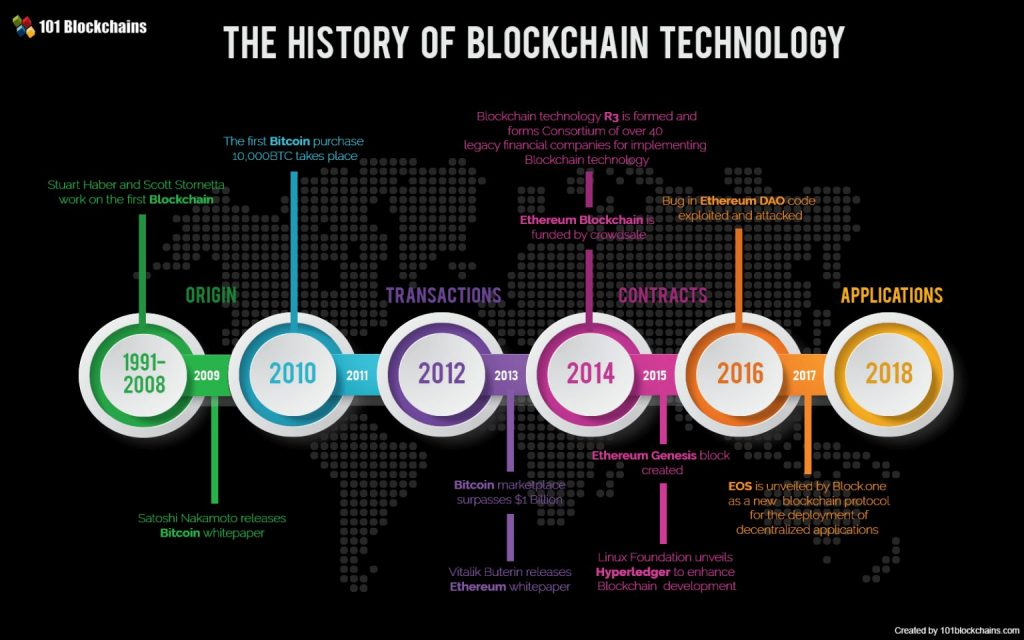 101 Blockchains
THE HISTORY OF BLOCKCHAIN TECHNOLOGY
Stuart Haber and Scott Stornetta
work on the first Blockchain
The first Bitcoin purchase
10,000BTC takes place
Blockchain technology R3 is formed and
forms Consortium of over 40
legacy financial companies for implementing
Blockchain technology
Ethereum Blockchain is
funded by crowdsale
Bug in Ethereum DAO code
exploited and attacked
ORIGIN
TRANSACTIONS
CONTRACTS
APPLICATIONS
1991-
2008
2009
2010
2011
2012
2013
2014
2015
2016
2017
2018
Satoshi Nakamoto releases
Bitcoin whitepaper
Bitcoin marketplace
surpasses $1 Billion
Vitalik Buterin releases
Ethereum whitepaper
Ethereum Genesis block
created
Linux Foundation unveils
Hyperledger to enhance
Blockchain development
EOS is unveiled by Block.one
as a new blockchain protocol
for the deployment of
decentralized applications
Created by 101blockchains.com